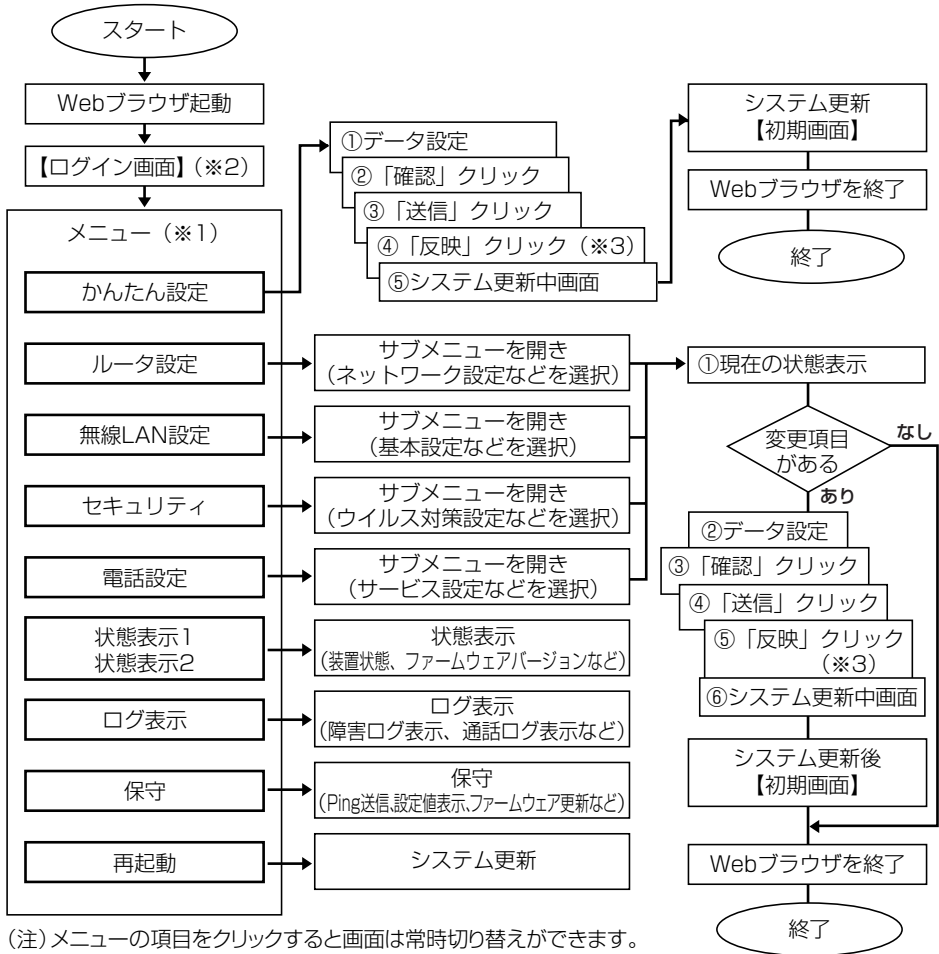 スタート
Webブラウザ起動
【ログイン画面】(※2)
メニュー(※1)
かんたん設定
①データ設定
②「確認」クリック
③「送信」クリック
④「反映」クリック(※3)
⑤システム更新中画面
システム更新
【初期画面】
Webブラウザを終了
終了
ルータ設定
サブメニューを開き
(ネットワーク設定などを選択)
無線LAN設定
サブメニューを開き
(基本設定などを選択)
セキュリティ
サブメニューを開き
(ウイルス対策設定などを選択)
電話設定
サブメニューを開き
(サービス設定などを選択)
①現在の状態表示
変更項目
がある
なし
あり
②データ設定
③「確認」クリック
④「送信」クリック
⑤「反映」クリック
(※3)
⑥システム更新中画面
システム更新後
【初期画面】
Webブラウザを終了
終了
状態表示1
状態表示2
状態表示
(装置状態、ファームウェアバージョンなど)
ログ表示
ログ表示
(障害ログ表示、通話ログ表示など)
保守
保守
(Ping送信、設定値表示、ファームウェア更新など)
再起動
システム更新
(注)メニューの項目をクリックすると画面は常時切り替えができます。